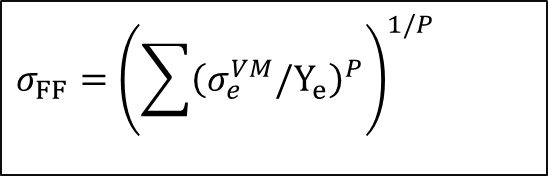 σ_FF = (∑(σ_e^VM/Y_e)^P)^1/P